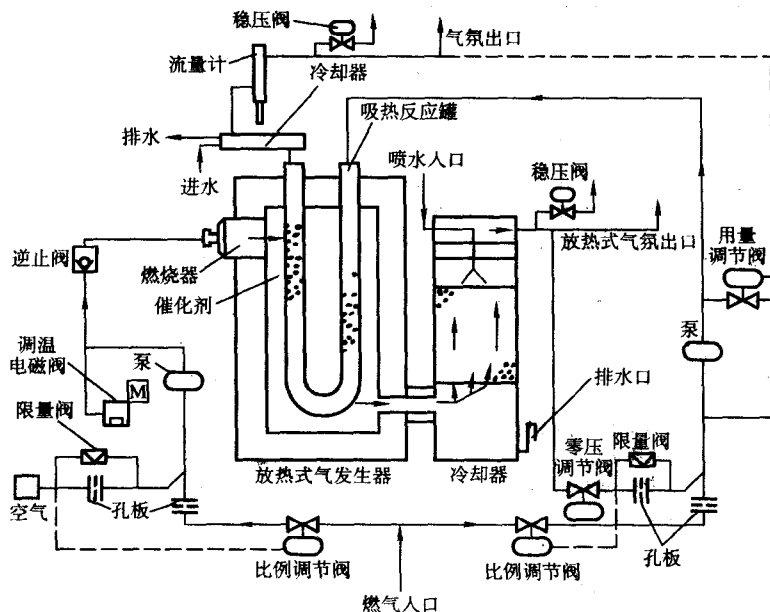 稳压阀
气氛出口
流量计
冷却器
排水
进水
吸热反应罐
喷水人口
稳压阀
放热式气氛出口
用量
调节阀
逆止阀
燃烧器
催化剂
泵
泵
调温
电磁阀
M
限量阀
排水口
零压
调节阀
限量阀
放热式气发生器
冷却器
空气
孔板
孔板
比例调节阀
比例调节阀
燃气人口